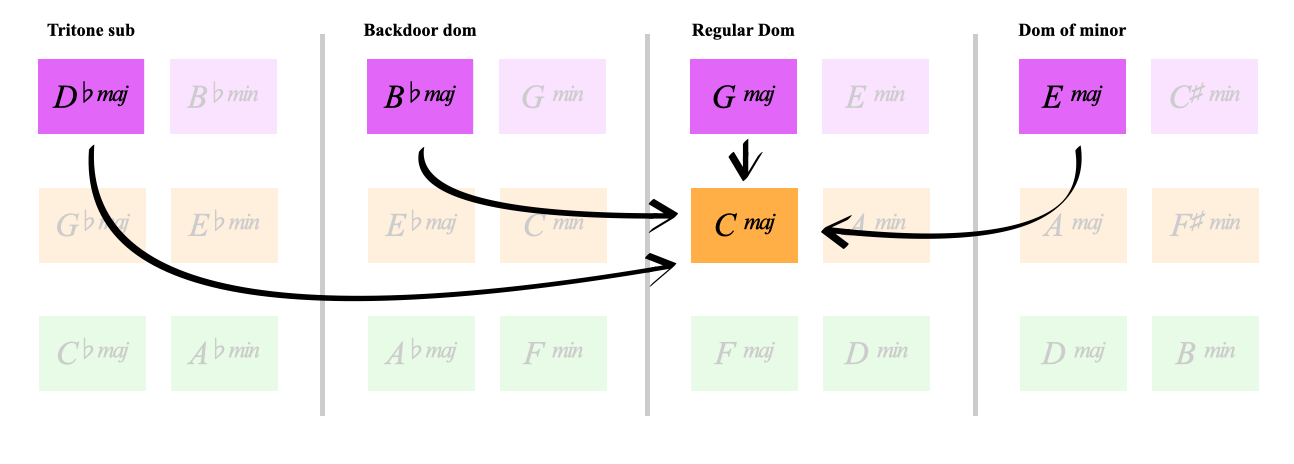 Tritone sub Backdoor dom Regular Dom Dom of minor
D♭maj B♭min B♭maj G min G maj E min E maj C♯min
G♭maj E♭min E♭maj C min C maj A min A maj F♯min
C♭maj A♭min A♭maj F min F maj D min D maj B min